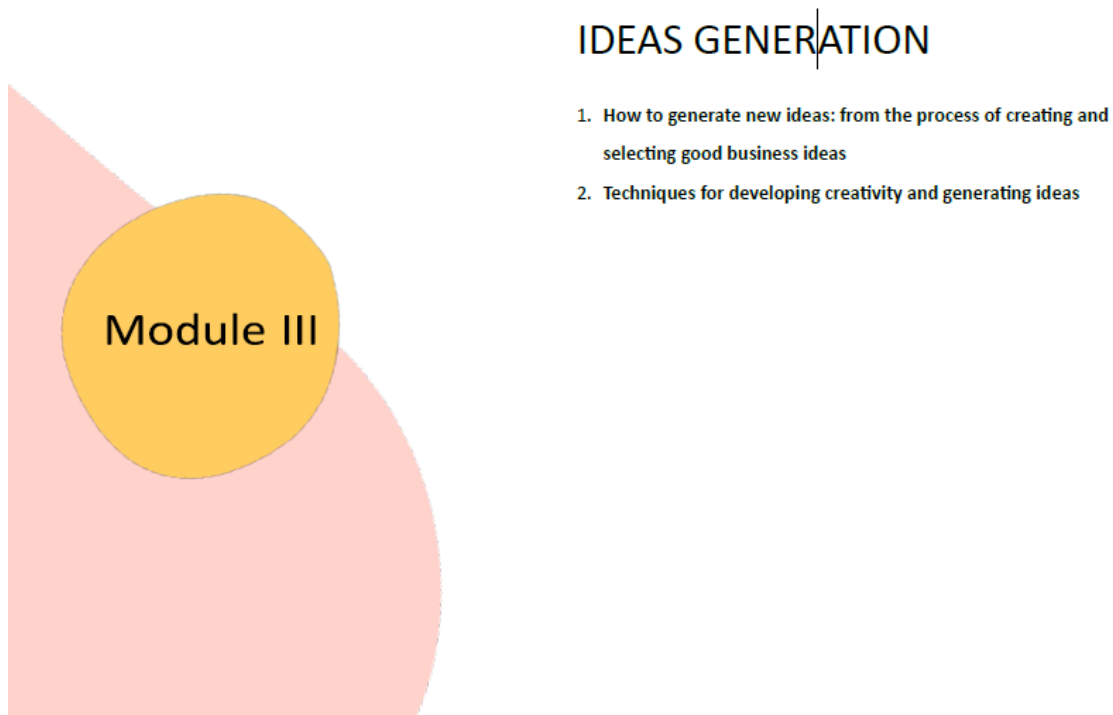 IDEAS GENERATION
1. How to generate new ideas: from the process of creating and
selecting good business ideas
2. Techniques for developing creativity and generating ideas
Module III